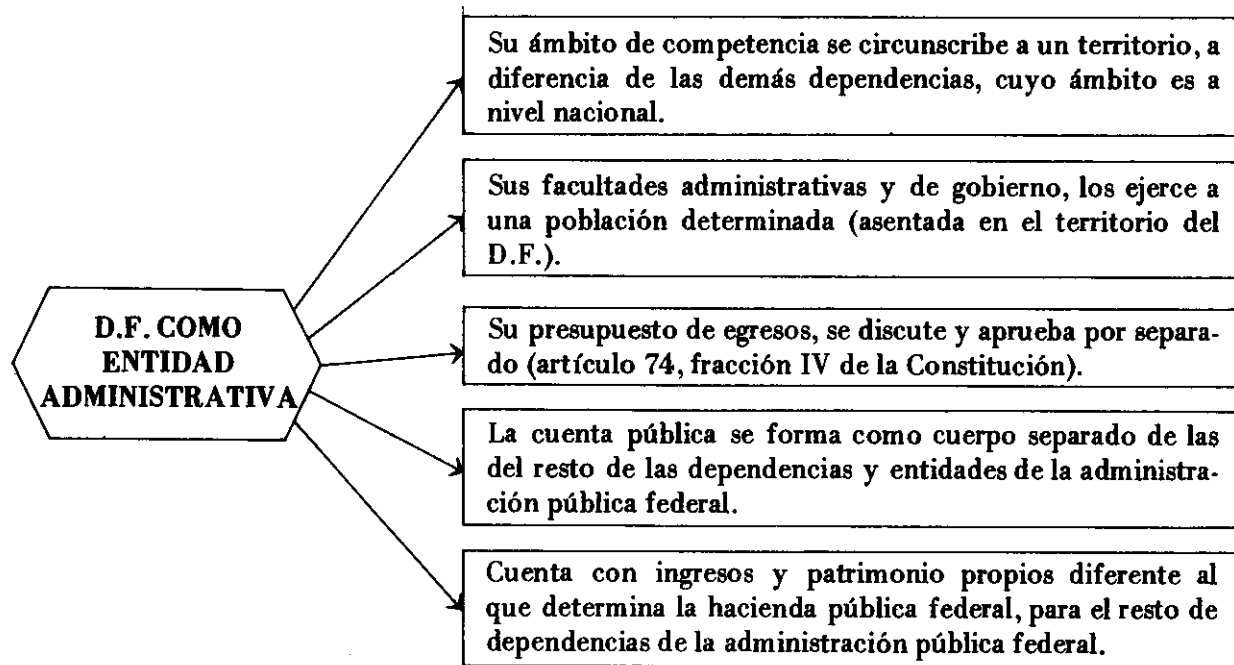 D.F. COMO
ENTIDAD
ADMINISTRATIVA
Su ámbito de competencia se circunscribe a un territorio, a
diferencia de las demás dependencias, cuyo ámbito es a
nivel nacional.
Sus facultades administrativas y de gobierno, los ejerce a
una población determinada (asentada en el territorio del
D.F.).
Su presupuesto de egresos, se discute y aprueba por separa-
do (artículo 74, fracción IV de la Constitución).
La cuenta pública se forma como cuerpo separado de las
del resto de las dependencias y entidades de la administra-
ción pública federal.
Cuenta con ingresos y patrimonio propios diferente al
que determina la hacienda pública federal, para el resto de
dependencias de la administración pública federal.